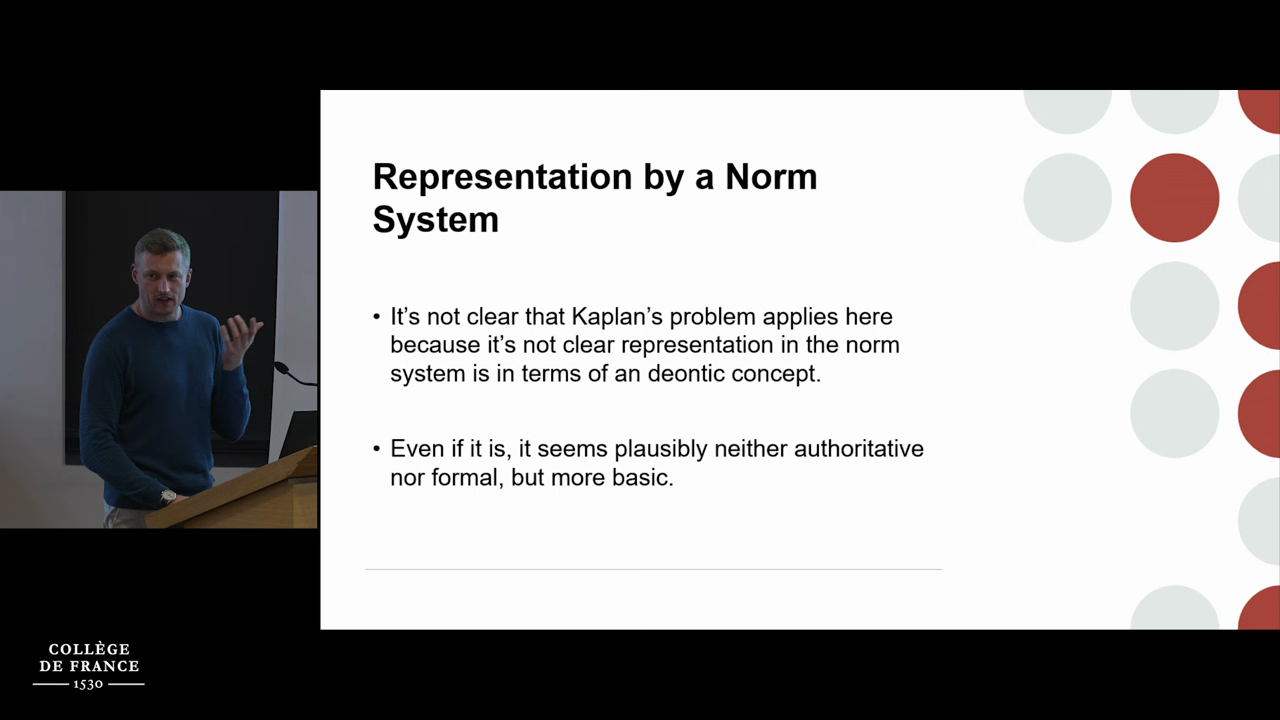 Representation by a Norm
System
• It’s not clear that Kaplan’s problem applies here
because it’s not clear representation in the norm
system is in terms of an deontic concept.
• Even if it is, it seems plausibly neither authoritative
nor formal, but more basic.
COLLÈGE
DE FRANCE
1530